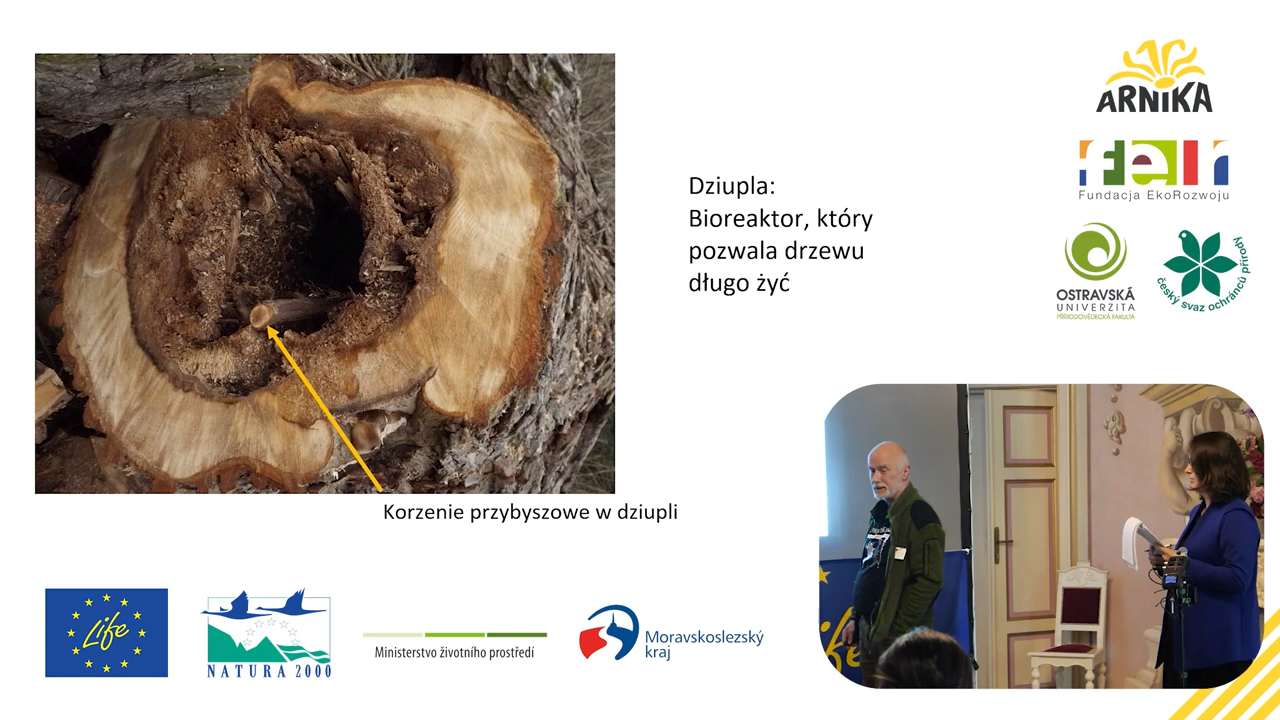 Dziupla:
Bioreaktor, który
pozwala drzewu
długo żyć
Korzenie przybyszowe w dziupli
ARNIKA
feri
Fundacja EkoRozwoju
OSTRAVSKÁ
UNIVERZITA
PŘÍRODOVĚDECKÁ FAKULTA
český svaz ochránců přírody
Life
NATURA 2000
Ministerstvo životního prostředí
Moravskoslezský
kraj